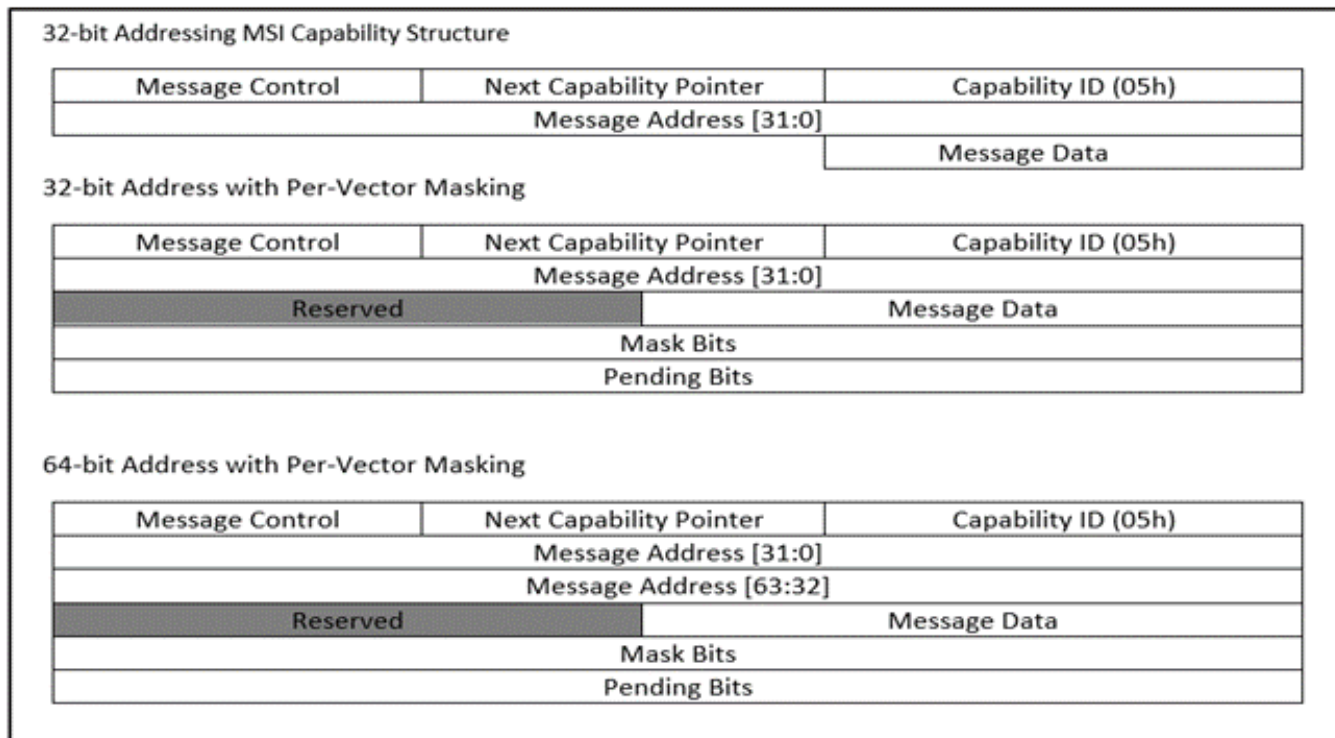 32-bit Addressing MSI Capability Structure
Message Control Next Capability Pointer Capability ID (05h)
Message Address [31:0]
Message Data
32-bit Address with Per-Vector Masking
Message Control Next Capability Pointer Capability ID (05h)
Message Address [31:0]
Reserved Message Data
Mask Bits
Pending Bits
64-bit Address with Per-Vector Masking
Message Control Next Capability Pointer Capability ID (05h)
Message Address [31:0]
Message Address [63:32]
Reserved Message Data
Mask Bits
Pending Bits